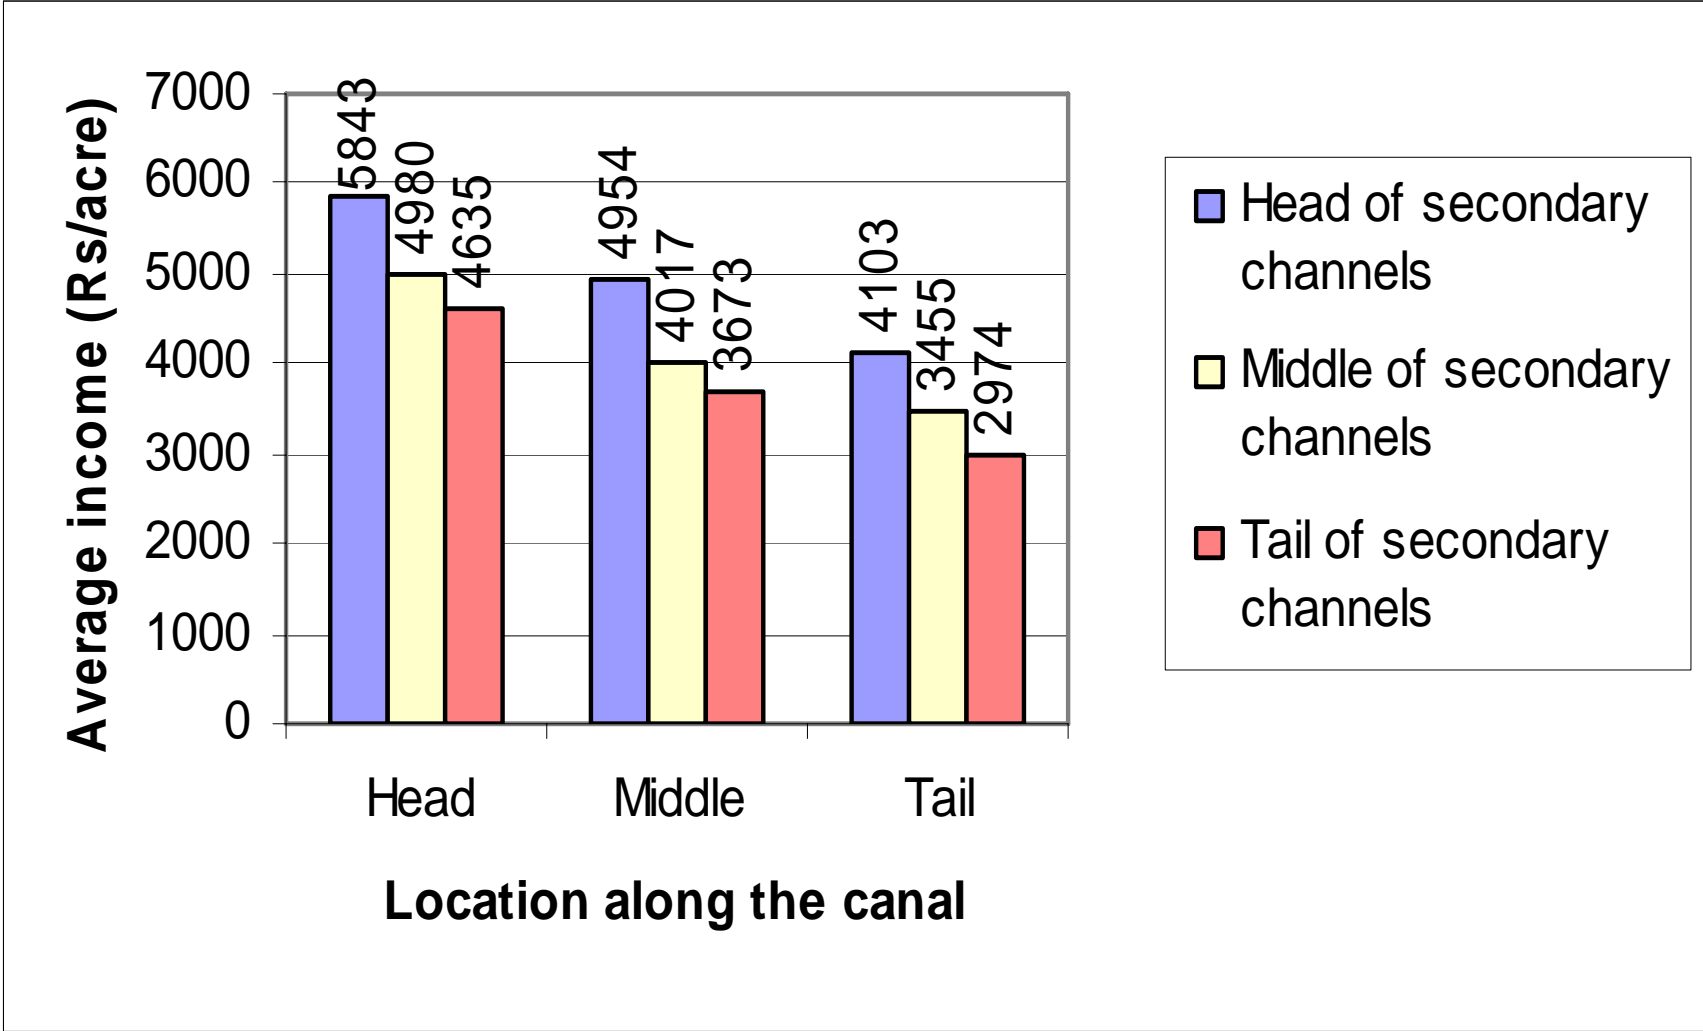 Average income (Rs/acre)
7000
6000
5000
4000
3000
2000
1000
0
5843
4980
4635
4954
4017
3673
4103
3455
2974
Head
Middle
Tail
Location along the canal
Head of secondary
channels
Middle of secondary
channels
Tail of secondary
channels